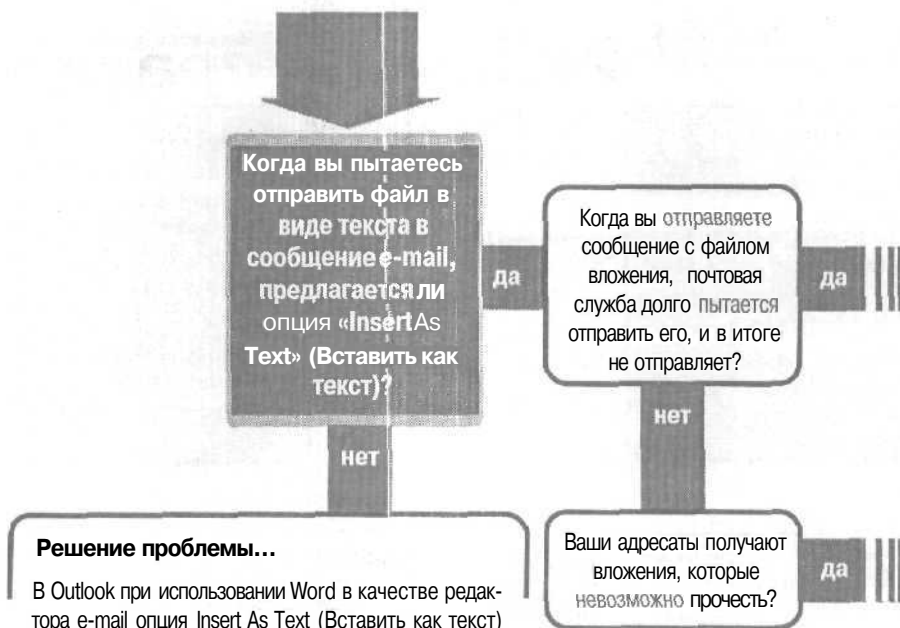 Когда вы пытаетесь
отправить файл в
виде текста в
сообщение e-mail,
предлагается ли
опция «Insert As
Text» (Вставить как
текст)?
да
Когда вы отправляете
сообщение с файлом
вложения, почтовая
служба долго пытается
отправить его, и в итоге
не отправляет?
да
нет
нет
Решение проблемы...
В Outlook при использовании Word в качестве редак-
тора e-mail опция Insert As Text (Вставить как текст)
Ваши адресаты получают
вложения, которые
невозможно прочесть?
да